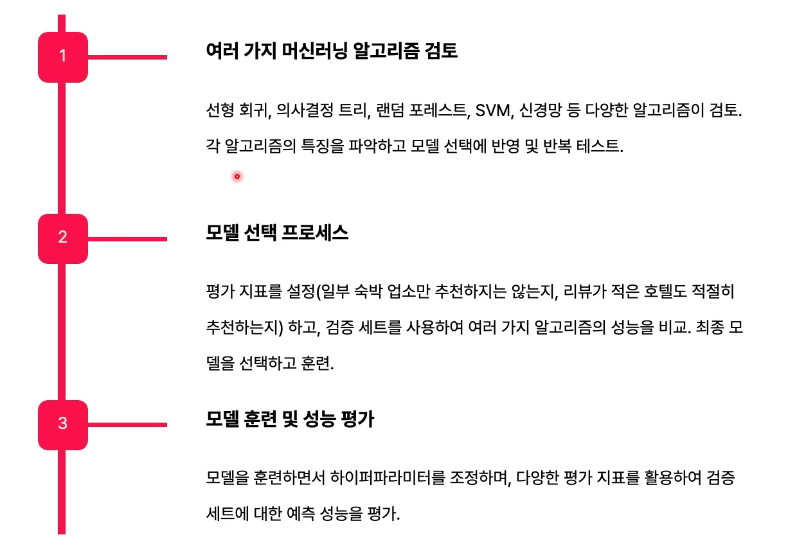 1
여러 가지 머신러닝 알고리즘 검토
선형 회귀, 의사결정 트리, 랜덤 포레스트, SVM, 신경망 등 다양한 알고리즘이 검토.
각 알고리즘의 특징을 파악하고 모델 선택에 반영 및 반복 테스트.
2
모델 선택 프로세스
평가 지표를 설정(일부 숙박 업소만 추천하지는 않는지, 리뷰가 적은 호텔도 적절히
추천하는지) 하고, 검증 세트를 사용하여 여러 가지 알고리즘의 성능을 비교. 최종 모
델을 선택하고 훈련.
3
모델 훈련 및 성능 평가
모델을 훈련하면서 하이퍼파라미터를 조정하며, 다양한 평가 지표를 활용하여 검증
세트에 대한 예측 성능을 평가.